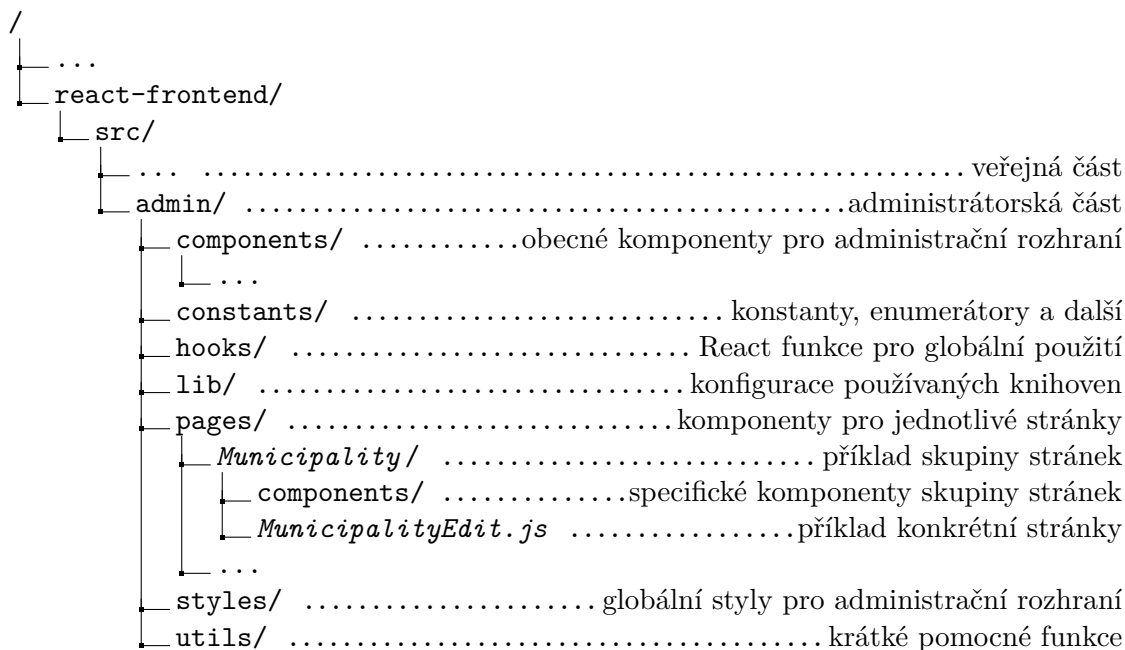 /
...
react-frontend/
src/
... ........................................................ veřejná část
admin/ ............................................administrátorská část
components/ ............obecné komponenty pro administrační rozhraní
...
constants/ ............................ konstanty, enumerátory a další
hooks/ .............................. React funkce pro globální použití
lib/ ................................ konfigurace používaných knihoven
pages/ ..............................komponenty pro jednotlivé stránky
Municipality/ ............................ příklad skupiny stránek
components/ ..............specifické komponenty skupiny stránek
MunicipalityEdit.js ..................příklad konkrétní stránky
...
styles/ ...................... globální styly pro administrační rozhraní
utils/ ........................................ krátké pomocné funkce